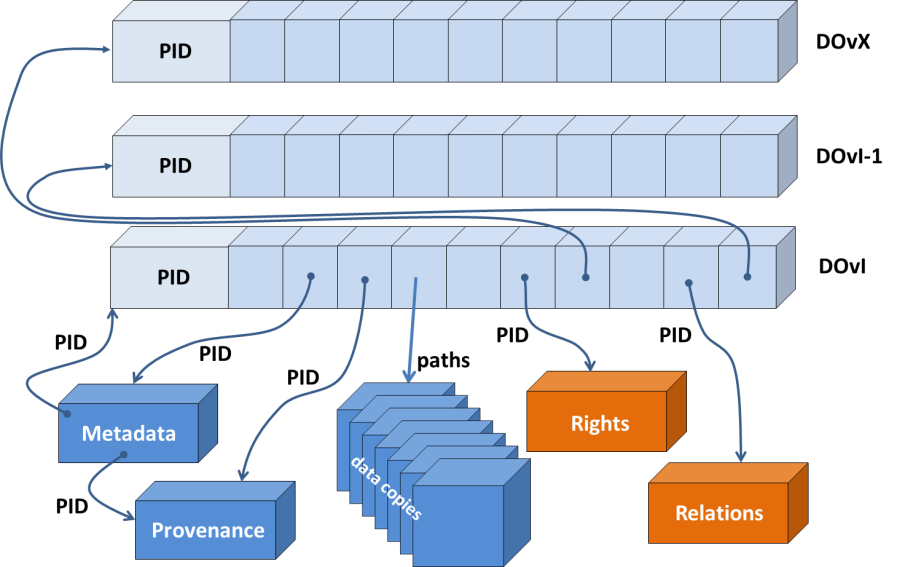 PID
DOvX
PID
DOvI-1
PID
DOvI
PID
PID
PID
paths
PID
PID
Metadata
Rights
data copies
PID
Provenance
Relations